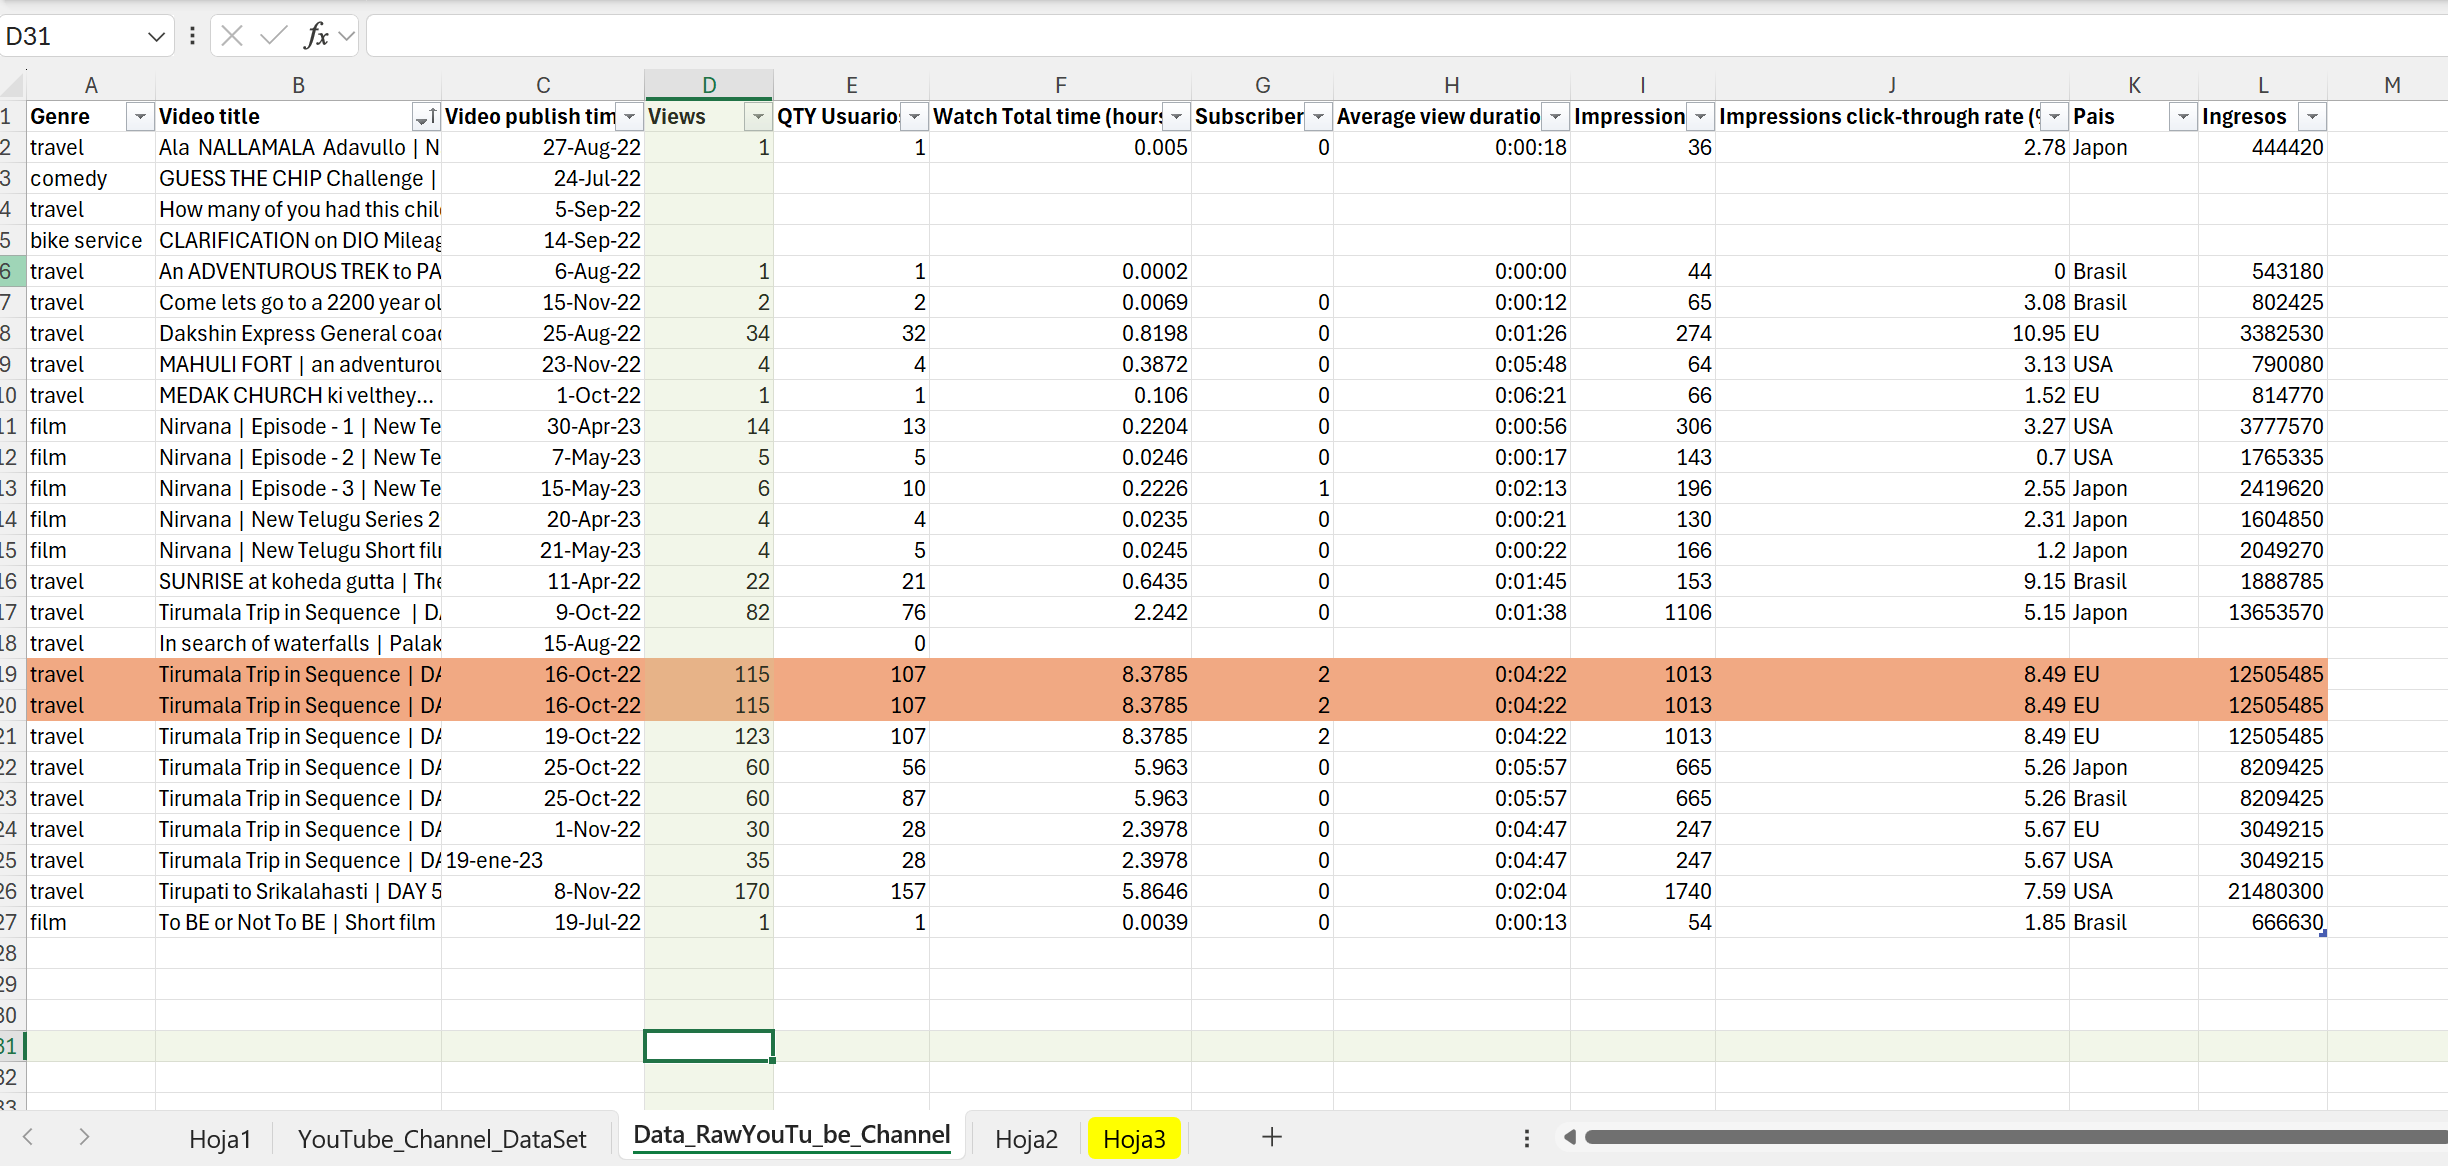 D31
fx
A B C D E F G H I J K L M
1 Genre Video title Video publish tim Views QTY Usuario Watch Total time (hours Subscriber Average view duratio Impression Impressions click-through rate (% Pais Ingresos
2 travel Ala NALLAMALA Adavullo | N 27-Aug-22 1 1 0.005 0 0:00:18 36 2.78 Japon 444420
3 comedy GUESS THE CHIP Challenge | 24-Jul-22
4 travel How many of you had this chil 5-Sep-22
5 bike service CLARIFICATION on DIO Mileag 14-Sep-22
6 travel An ADVENTUROUS TREK to PA 6-Aug-22 1 1 0.0002 0:00:00 44 0 Brasil 543180
7 travel Come lets go to a 2200 year ol 15-Nov-22 2 2 0.0069 0 0:00:12 65 3.08 Brasil 802425
8 travel Dakshin Express General coac 25-Aug-22 34 32 0.8198 0 0:01:26 274 10.95 EU 3382530
9 travel MAHULI FORT | an adventurou 23-Nov-22 4 4 0.3872 0 0:05:48 64 3.13 USA 790080
10 travel MEDAK CHURCH ki velthey... 1-Oct-22 1 1 0.106 0 0:06:21 66 1.52 EU 814770
11 film Nirvana | Episode - 1 | New Te 30-Apr-23 14 13 0.2204 0 0:00:56 306 3.27 USA 3777570
12 film Nirvana | Episode - 2 | New Te 7-May-23 5 5 0.0246 0 0:00:17 143 0.7 USA 1765335
13 film Nirvana | Episode - 3 | New Te 15-May-23 6 10 0.2226 1 0:02:13 196 2.55 Japon 2419620
14 film Nirvana | New Telugu Series 2 20-Apr-23 4 4 0.0235 0 0:00:21 130 2.31 Japon 1604850
15 film Nirvana | New Telugu Short fil 21-May-23 4 5 0.0245 0 0:00:22 166 1.2 Japon 2049270
16 travel SUNRISE at koheda gutta | The 11-Apr-22 22 21 0.6435 0 0:01:45 153 9.15 Brasil 1888785
17 travel Tirumala Trip in Sequence | DA 9-Oct-22 82 76 2.242 0 0:01:38 1106 5.15 Japon 13653570
18 travel In search of waterfalls | Palak 15-Aug-22 0
19 travel Tirumala Trip in Sequence | DA 16-Oct-22 115 107 8.3785 2 0:04:22 1013 8.49 EU 12505485
20 travel Tirumala Trip in Sequence | DA 16-Oct-22 115 107 8.3785 2 0:04:22 1013 8.49 EU 12505485
21 travel Tirumala Trip in Sequence | DA 19-Oct-22 123 107 8.3785 2 0:04:22 1013 8.49 EU 12505485
22 travel Tirumala Trip in Sequence | DA 25-Oct-22 60 56 5.963 0 0:05:57 665 5.26 Japon 8209425
23 travel Tirumala Trip in Sequence | DA 25-Oct-22 60 87 5.963 0 0:05:57 665 5.26 Brasil 8209425
24 travel Tirumala Trip in Sequence | DA 1-Nov-22 30 28 2.3978 0 0:04:47 247 5.67 EU 3049215
25 travel Tirumala Trip in Sequence | DA 19-ene-23 35 28 2.3978 0 0:04:47 247 5.67 USA 3049215
26 travel Tirupati to Srikalahasti | DAY 5 8-Nov-22 170 157 5.8646 0 0:02:04 1740 7.59 USA 21480300
27 film To BE or Not To BE | Short film 19-Jul-22 1 1 0.0039 0 0:00:13 54 1.85 Brasil 666630
28
29
30
31
32
33
Hoja1 YouTube_Channel_DataSet Data_RawYouTu_be_Channel Hoja2 Hoja3 +